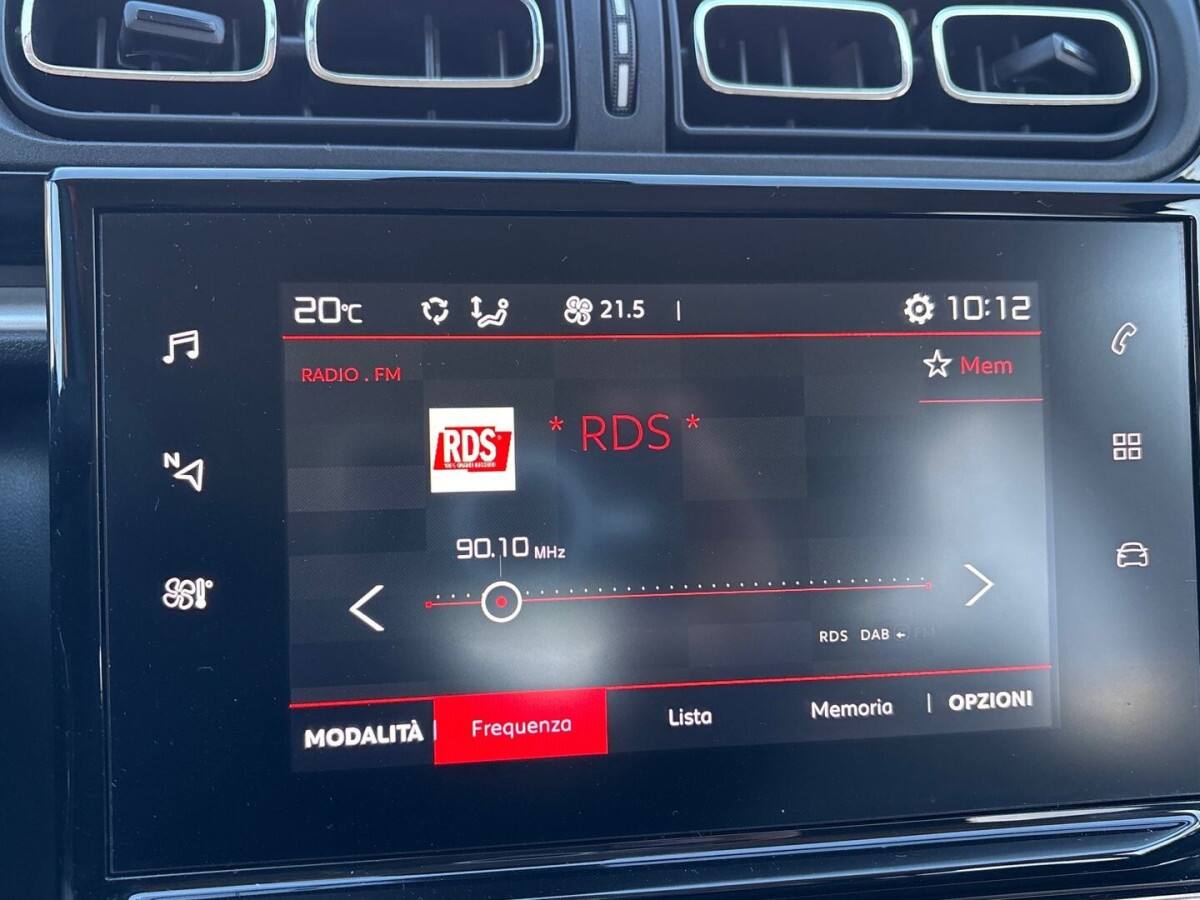 20°C 21.5 10:12
RADIO . FM
Mem
RDS
* RDS *
N
90.10 MHz
RDS DAB FM
MODALITÀ Frequenza Lista Memoria OPZIONI